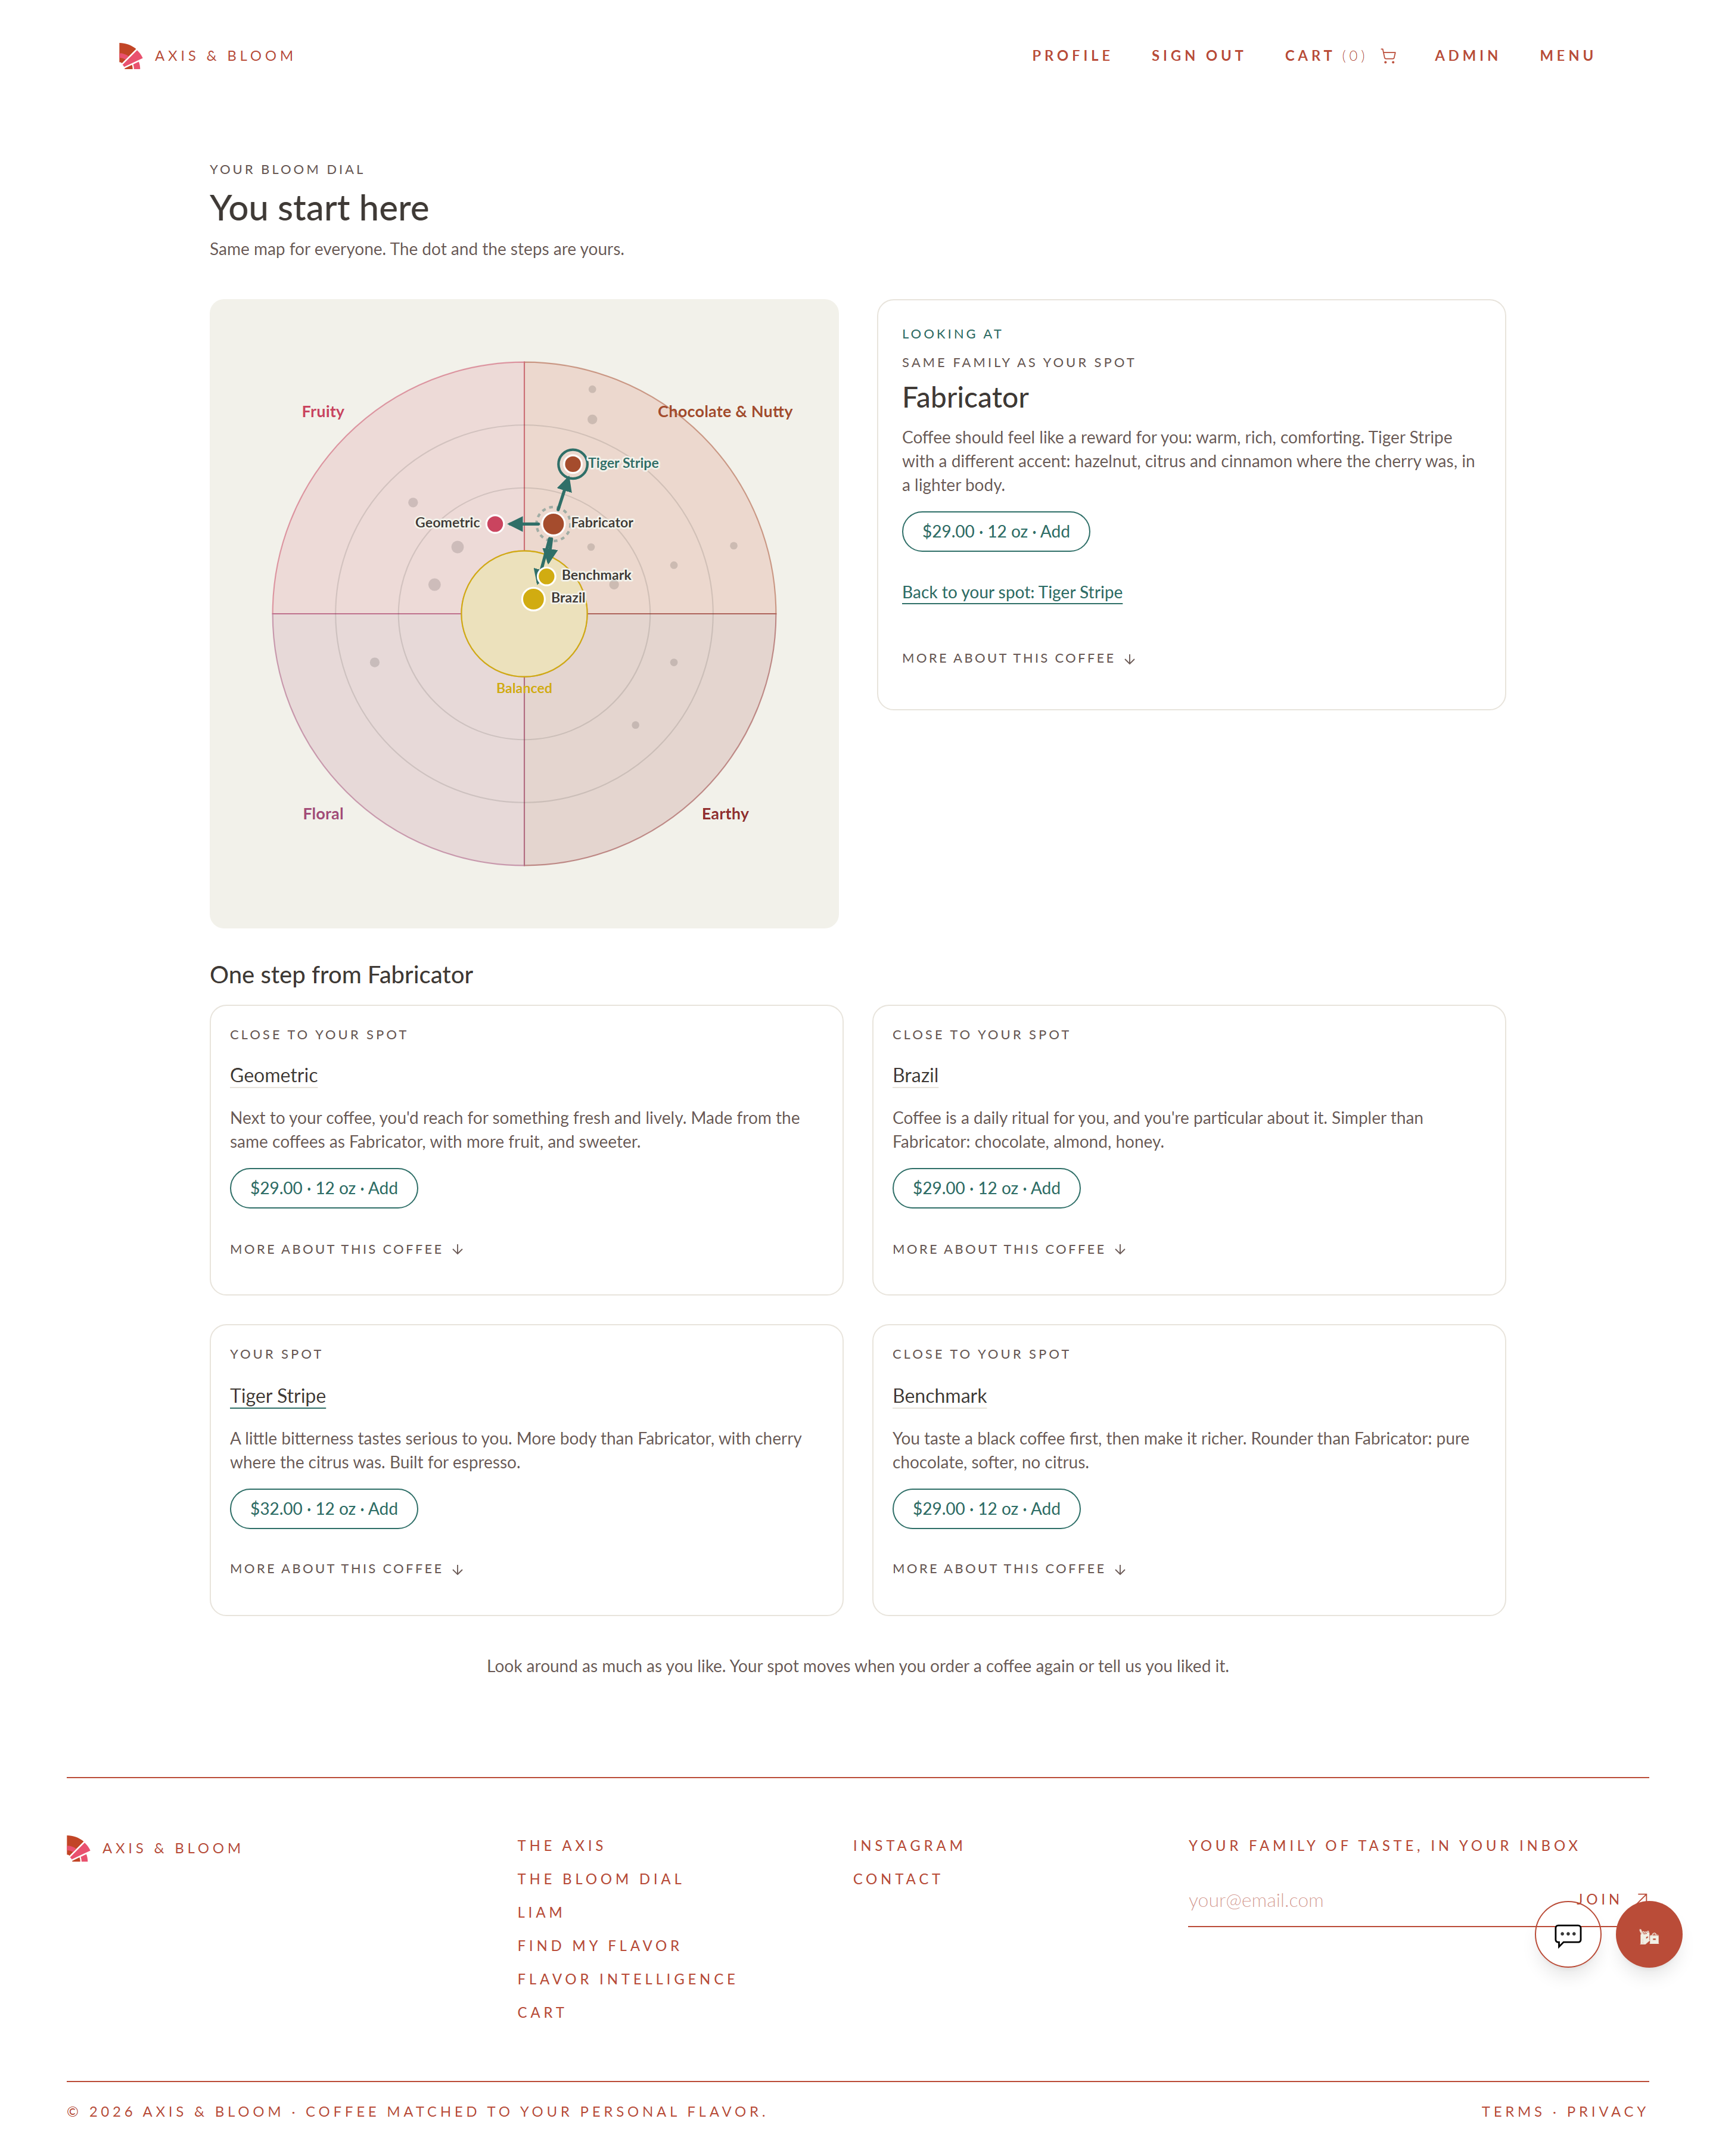 AXIS & BLOOM
PROFILE
SIGN OUT
CART (0)
ADMIN
MENU
YOUR BLOOM DIAL
You start here
Same map for everyone. The dot and the steps are yours.
Fruity
Chocolate & Nutty
Tiger Stripe
Geometric
Fabricator
Benchmark
Brazil
Balanced
Floral
Earthy
LOOKING AT
SAME FAMILY AS YOUR SPOT
Fabricator
Coffee should feel like a reward for you: warm, rich, comforting. Tiger Stripe
with a different accent: hazelnut, citrus and cinnamon where the cherry was, in
a lighter body.
$29.00 · 12 oz · Add
Back to your spot: Tiger Stripe
MORE ABOUT THIS COFFEE ↓
One step from Fabricator
CLOSE TO YOUR SPOT
Geometric
Next to your coffee, you'd reach for something fresh and lively. Made from the
same coffees as Fabricator, with more fruit, and sweeter.
$29.00 · 12 oz · Add
MORE ABOUT THIS COFFEE ↓
CLOSE TO YOUR SPOT
Brazil
Coffee is a daily ritual for you, and you're particular about it. Simpler than
Fabricator: chocolate, almond, honey.
$29.00 · 12 oz · Add
MORE ABOUT THIS COFFEE ↓
YOUR SPOT
Tiger Stripe
A little bitterness tastes serious to you. More body than Fabricator, with cherry
where the citrus was. Built for espresso.
$32.00 · 12 oz · Add
MORE ABOUT THIS COFFEE ↓
CLOSE TO YOUR SPOT
Benchmark
You taste a black coffee first, then make it richer. Rounder than Fabricator: pure
chocolate, softer, no citrus.
$29.00 · 12 oz · Add
MORE ABOUT THIS COFFEE ↓
Look around as much as you like. Your spot moves when you order a coffee again or tell us you liked it.
AXIS & BLOOM
THE AXIS
THE BLOOM DIAL
LIAM
FIND MY FLAVOR
FLAVOR INTELLIGENCE
CART
INSTAGRAM
CONTACT
YOUR FAMILY OF TASTE, IN YOUR INBOX
your@email.com
JOIN
© 2026 AXIS & BLOOM · COFFEE MATCHED TO YOUR PERSONAL FLAVOR.
TERMS · PRIVACY